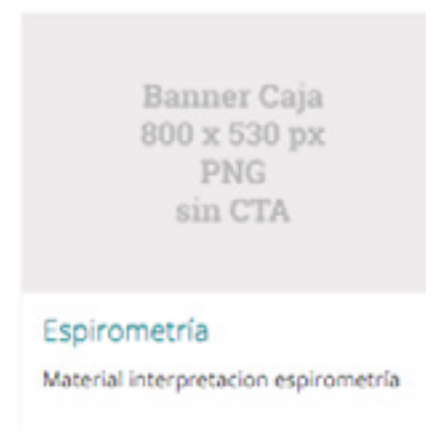 Banner Caja
800 x 530 px
PNG
sin CTA
Espirometría
Material interpretacion espirometría